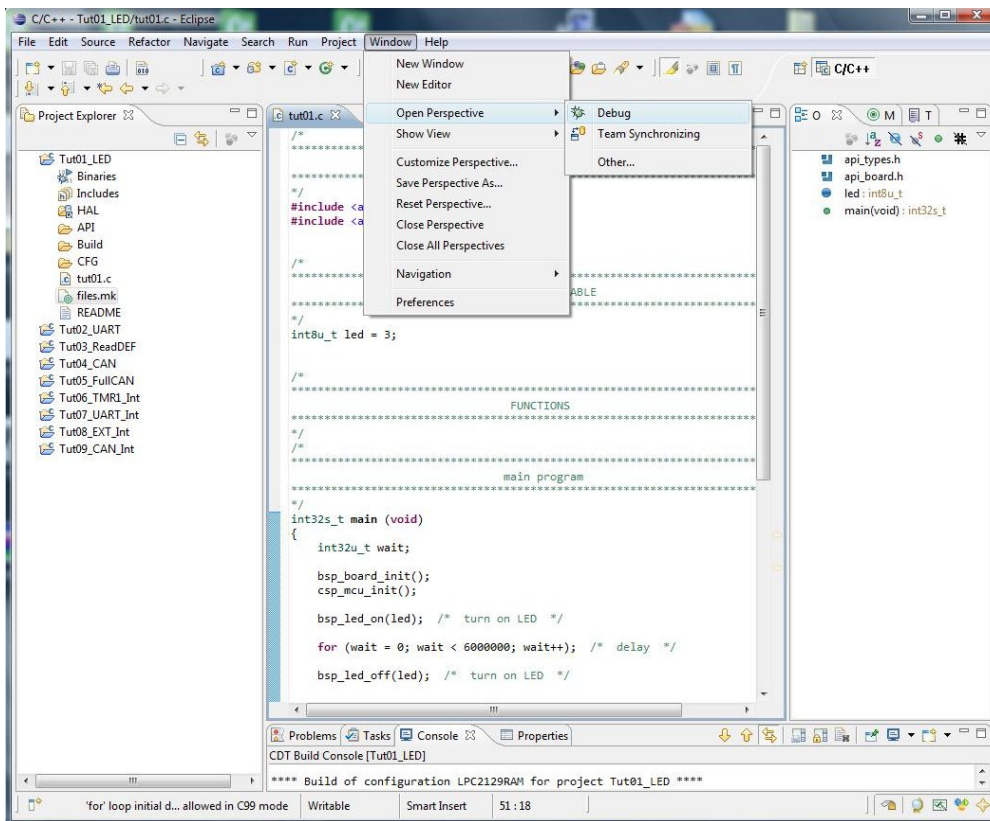 C/C++ - Tut01_LED/tut01.c - Eclipse
File Edit Source Refactor Navigate Search Run Project Window Help
C/C++
New Window
New Editor
Open Perspective
Show View
Customize Perspective...
Save Perspective As...
Reset Perspective...
Close Perspective
Close All Perspectives
Navigation
Preferences
Debug
Team Synchronizing
Other...
Project Explorer
Tut01_LED
Binaries
Includes
HAL
API
Build
CFG
tut01.c
files.mk
README
Tut02_UART
Tut03_ReadDEF
Tut04_CAN
Tut05_FullCAN
Tut06_TMR1_Int
Tut07_UART_Int
Tut08_EXT_Int
Tut09_CAN_Int
tut01.c
/*
*/
#include <a
#include <a
/*
ABLE
*/
int8u_t led = 3;
/*
FUNCTIONS
*/
/*
main program
*/
int32s_t main (void)
{
int32u_t wait;
bsp_board_init();
csp_mcu_init();
bsp_led_on(led); /* turn on LED */
for (wait = 0; wait < 6000000; wait++); /* delay */
bsp_led_off(led); /* turn on LED */
O M T
api_types.h
api_board.h
led : int8u_t
main(void) : int32s_t
Problems Tasks Console Properties
CDT Build Console [Tut01_LED]
**** Build of configuration LPC2129RAM for project Tut01_LED ****
'for' loop initial d... allowed in C99 mode Writable Smart Insert 51 : 18